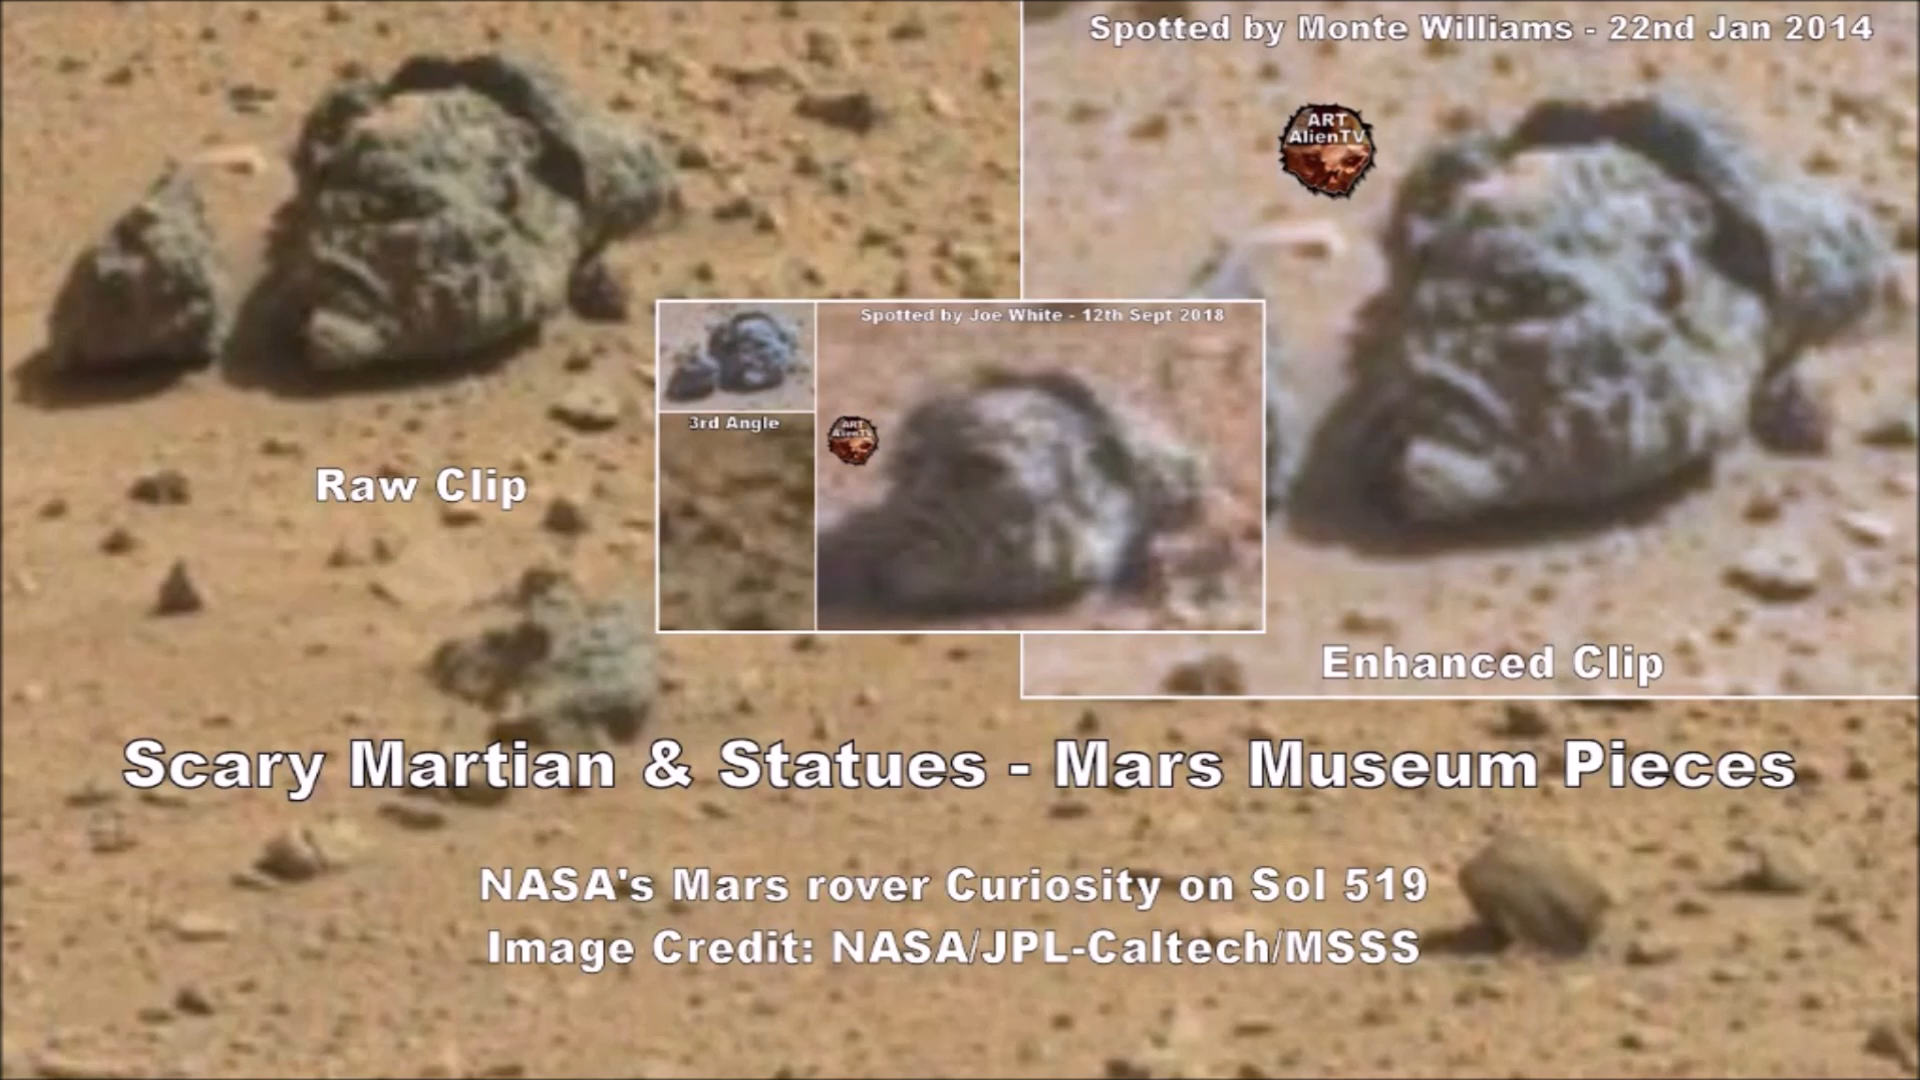 Spotted by Monte Williams - 22nd Jan 2014
ART
AlienTV
Spotted by Joe White - 12th Sept 2018
3rd Angle
ART
AlienTV
Raw Clip
Enhanced Clip
Scary Martian & Statues - Mars Museum Pieces
NASA's Mars rover Curiosity on Sol 519
Image Credit: NASA/JPL-Caltech/MSSS